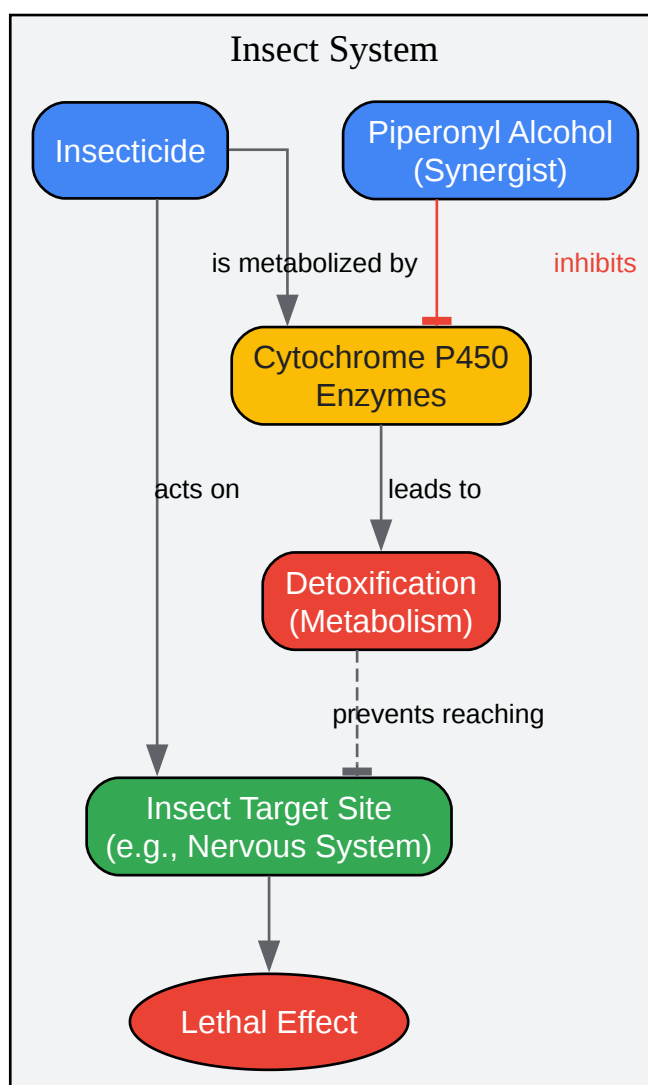 Insect System
Insecticide
Piperonyl Alcohol
(Synergist)
is metabolized by
inhibits
Cytochrome P450
Enzymes
acts on
leads to
Detoxification
(Metabolism)
prevents reaching
Insect Target Site
(e.g., Nervous System)
Lethal Effect